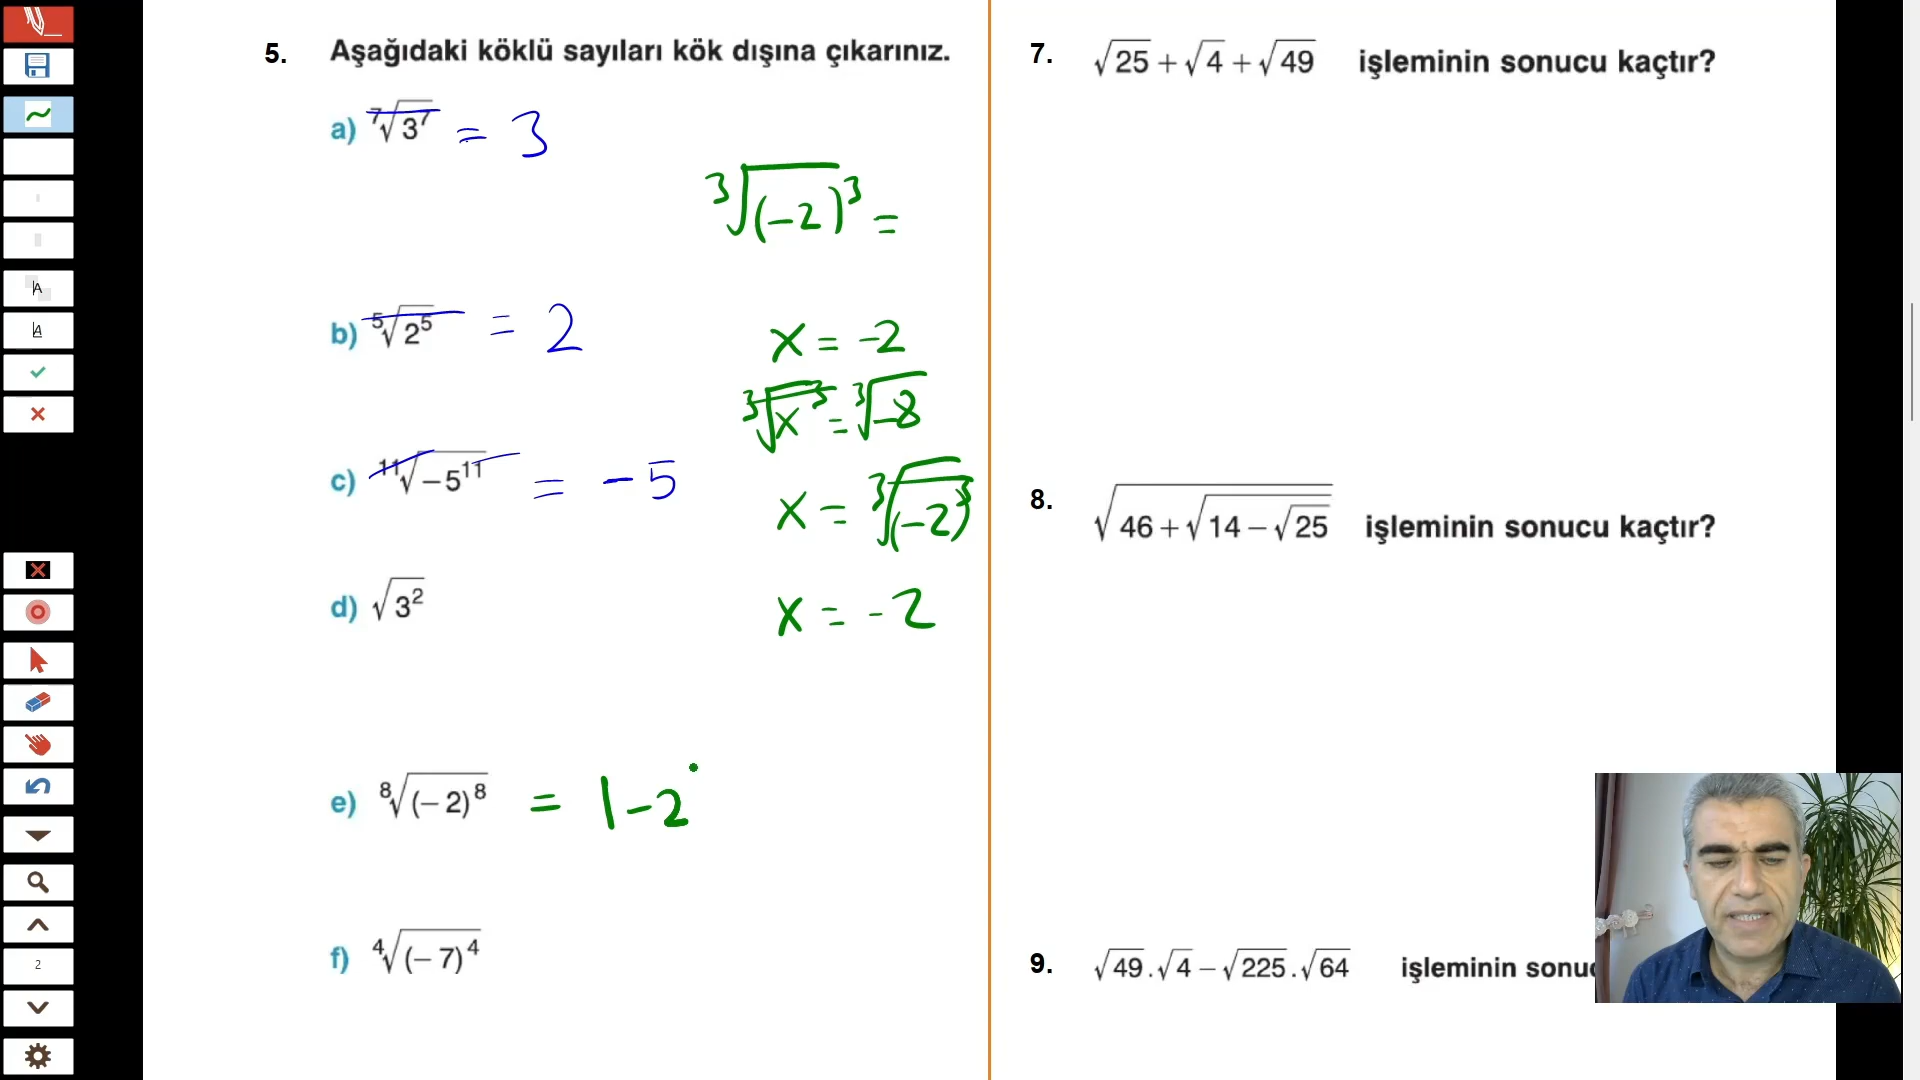 5. Aşağıdaki köklü sayıları kök dışına çıkarınız.
a) ⁷√3⁷ = 3
³√(-2)³ =
b) ⁵√2⁵ = 2
x = -2
³√x³ = ³√-8
c) ¹¹√-5¹¹ = -5
x = ³√(-2)³
d) √3²
x = -2
e) ⁸√(-2)⁸ = |-2
f) ⁴√(-7)⁴
7. √25 + √4 + √49 işleminin sonucu kaçtır?
8. √(46 + √(14 - √25)) işleminin sonucu kaçtır?
9. √49 . √4 - √225 . √64 işleminin
A
A
2